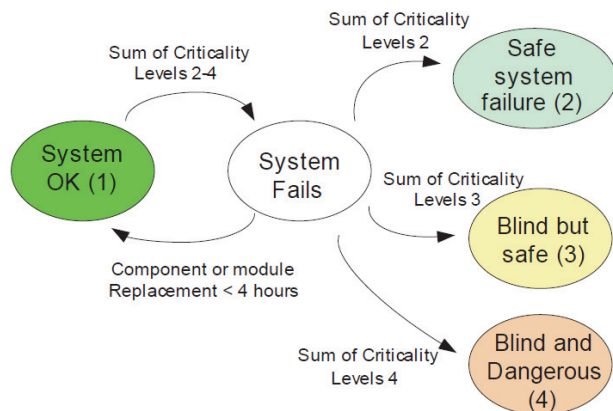 Sum of Criticality
Levels 2-4
Sum of Criticality
Levels 2
Safe
system
failure (2)
System
OK (1)
System
Fails
Sum of Criticality
Levels 3
Blind but
safe (3)
Component or module
Replacement < 4 hours
Sum of Criticality
Levels 4
Blind and
Dangerous
(4)